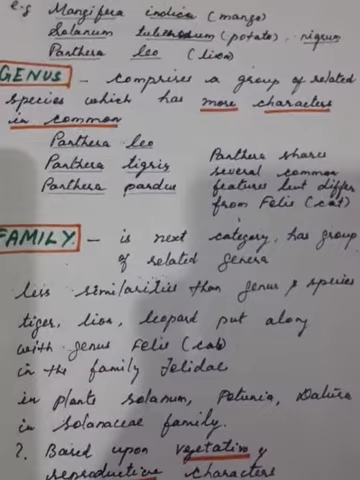 e.g Mangifera indica (mango)
Solanum tuberosum (potato), nigrum
Panthera leo (lion)
GENUS - comprises a group of related
species which has more characters
in common
Panthera leo
Panthera tigris
Panthera pardue
Panthera shares
several common
features but differ
from Felis (cat)
FAMILY - is next category, has group
of related genera
less similarities than genus & species
tiger, lion, leopard put along
with genus Felis (cat)
in the family Felidae
in plants solanum, Petunia, Datura
in solanaceae family.
?. Based upon vegetative &
reproductive characters